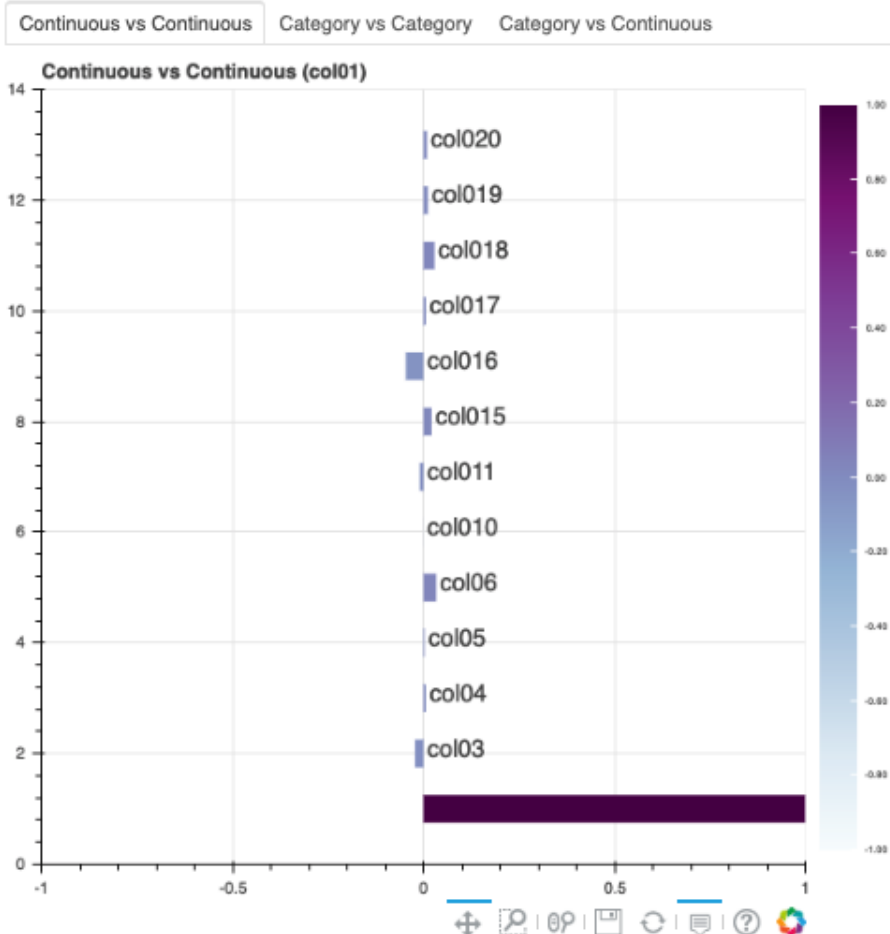 Continuous vs Continuous Category vs Category Category vs Continuous
Continuous vs Continuous (col01)
14
1.00
col020
0.80
12
col019
col018
0.60
10
col017
0.40
col016
0.20
8
col015
0.00
col011
6
col010
-0.20
col06
4
col05
-0.40
col04
-0.60
2
col03
-0.80
0
-1.00
-1 -0.5 0 0.5 1